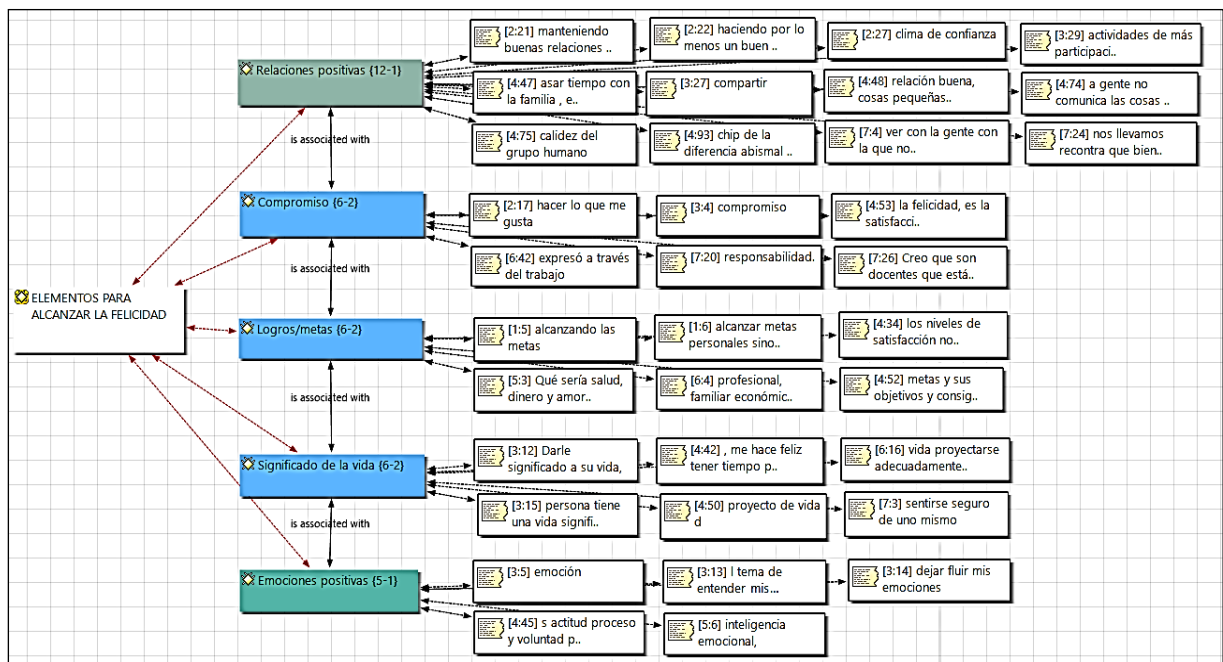 [2:21] manteniendo
buenas relaciones ..
[2:22] haciendo por lo
menos un buen ..
[2:27] clima de confianza
[3:29] actividades de más
participaci..
Relaciones positivas {12-1}
[4:47] asar tiempo con
la familia , e..
[3:27] compartir
[4:48] relación buena,
cosas pequeñas..
[4:74] a gente no
comunica las cosas ..
is associated with
[4:75] calidez del
grupo humano
[4:93] chip de la
diferencia abismal ..
[7:4] ver con la gente con
la que no..
[7:24] nos llevamos
recontra que bien..
Compromiso {6-2}
[2:17] hacer lo que me
gusta
[3:4] compromiso
[4:53] la felicidad, es la
satisfacci..
is associated with
[6:42] expresó a través
del trabajo
[7:20] responsabilidad.
[7:26] Creo que son
docentes que está..
ELEMENTOS PARA
ALCANZAR LA FELICIDAD
Logros/metas {6-2}
[1:5] alcanzando las
metas
[1:6] alcanzar metas
personales sino..
[4:34] los niveles de
satisfacción no..
is associated with
[5:3] Qué sería salud,
dinero y amor..
[6:4] profesional,
familiar económic..
[4:52] metas y sus
objetivos y consig..
Significado de la vida {6-2}
[3:12] Darle
significado a su vida,
[4:42] , me hace feliz
tener tiempo p..
[6:16] vida proyectarse
adecuadamente..
is associated with
[3:15] persona tiene
una vida signifi..
[4:50] proyecto de vida
d
[7:3] sentirse seguro
de uno mismo
Emociones positivas {5-1}
[3:5] emoción
[3:13] l tema de
entender mis...
[3:14] dejar fluir mis
emociones
[4:45] s actitud proceso
y voluntad p..
[5:6] inteligencia
emocional,